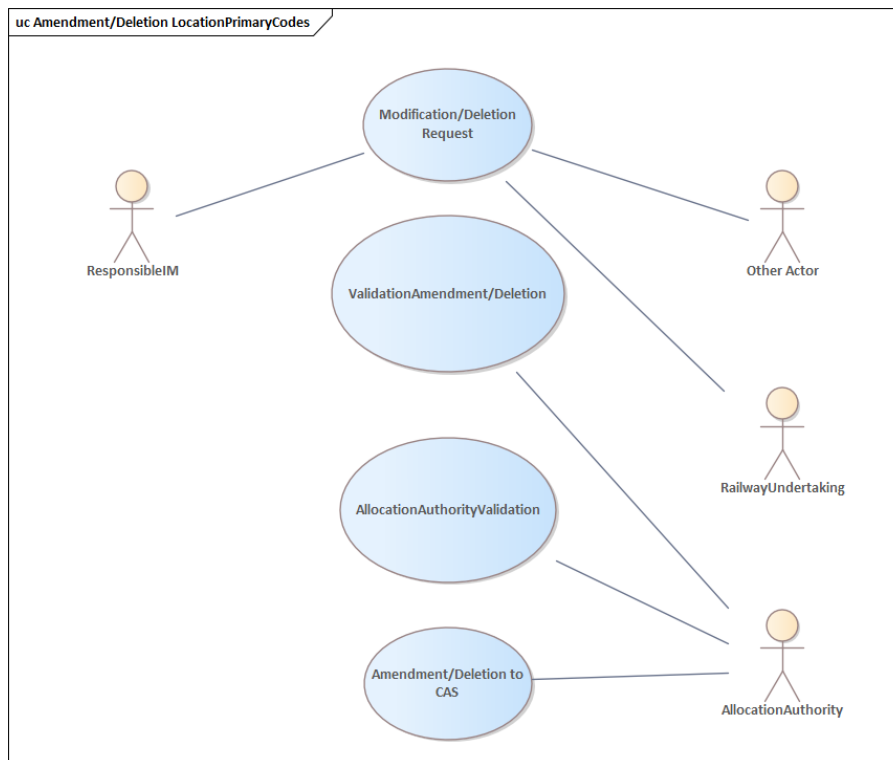 uc Amendment/Deletion LocationPrimaryCodes
Modification/Deletion
Request
ResponsibleIM
Other Actor
ValidationAmendment/Deletion
RailwayUndertaking
AllocationAuthorityValidation
Amendment/Deletion to
CAS
AllocationAuthority